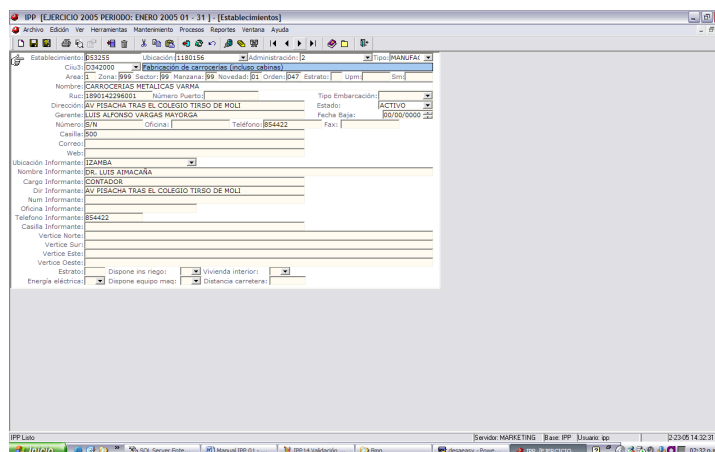 IPP [EJERCICIO 2005 PERIODO: ENERO 2005 01 - 31 ] - [Establecimientos]
Archivo Edición Ver Herramientas Mantenimiento Procesos Reportes Ventana Ayuda
Establecimiento: 053255 Ubicación: 1180156 Administración: 2 Tipo: MANUFAC
Ciiu3: D342000 Fabricación de carrocerías (incluso cabinas)
Area: 1 Zona: 999 Sector: 99 Manzana: 99 Novedad: 01 Orden: 047 Estrato: Upm: Sm:
Nombre: CARROCERIAS METALICAS VARMA
Ruc: 1890142296001 Número Puerto: Tipo Embarcación:
Dirección: AV PISACHA TRAS EL COLEGIO TIRSO DE MOLI Estado: ACTIVO
Gerente: LUIS ALFONSO VARGAS MAYORGA Fecha Baja: 00/00/0000
Número: S/N Oficina: Teléfono: 854422 Fax:
Casilla: 500
Correo:
Web:
Ubicación Informante: IZAMBA
Nombre Informante: DR. LUIS AIMACAÑA
Cargo Informante: CONTADOR
Dir Informante: AV PISACHA TRAS EL COLEGIO TIRSO DE MOLI
Num Informante:
Oficina Informante:
Telefono Informante: 854422
Casilla Informante:
Vertice Norte:
Vertice Sur:
Vertice Este:
Vertice Oeste:
Estrato: Dispone ins riego: Vivienda interior:
Energía eléctrica: Dispone equipo maq: Distancia carretera:
IPP Listo Servidor: MARKETING Base: IPP Usuario: ipp 2-23-05 14:32:31
Inicio SQL Server Ente... Manual IPP 01 - ... IPP14 Validación ... desaeasy - Powe... IPP [EJERCICIO ... 02:32 p.m.